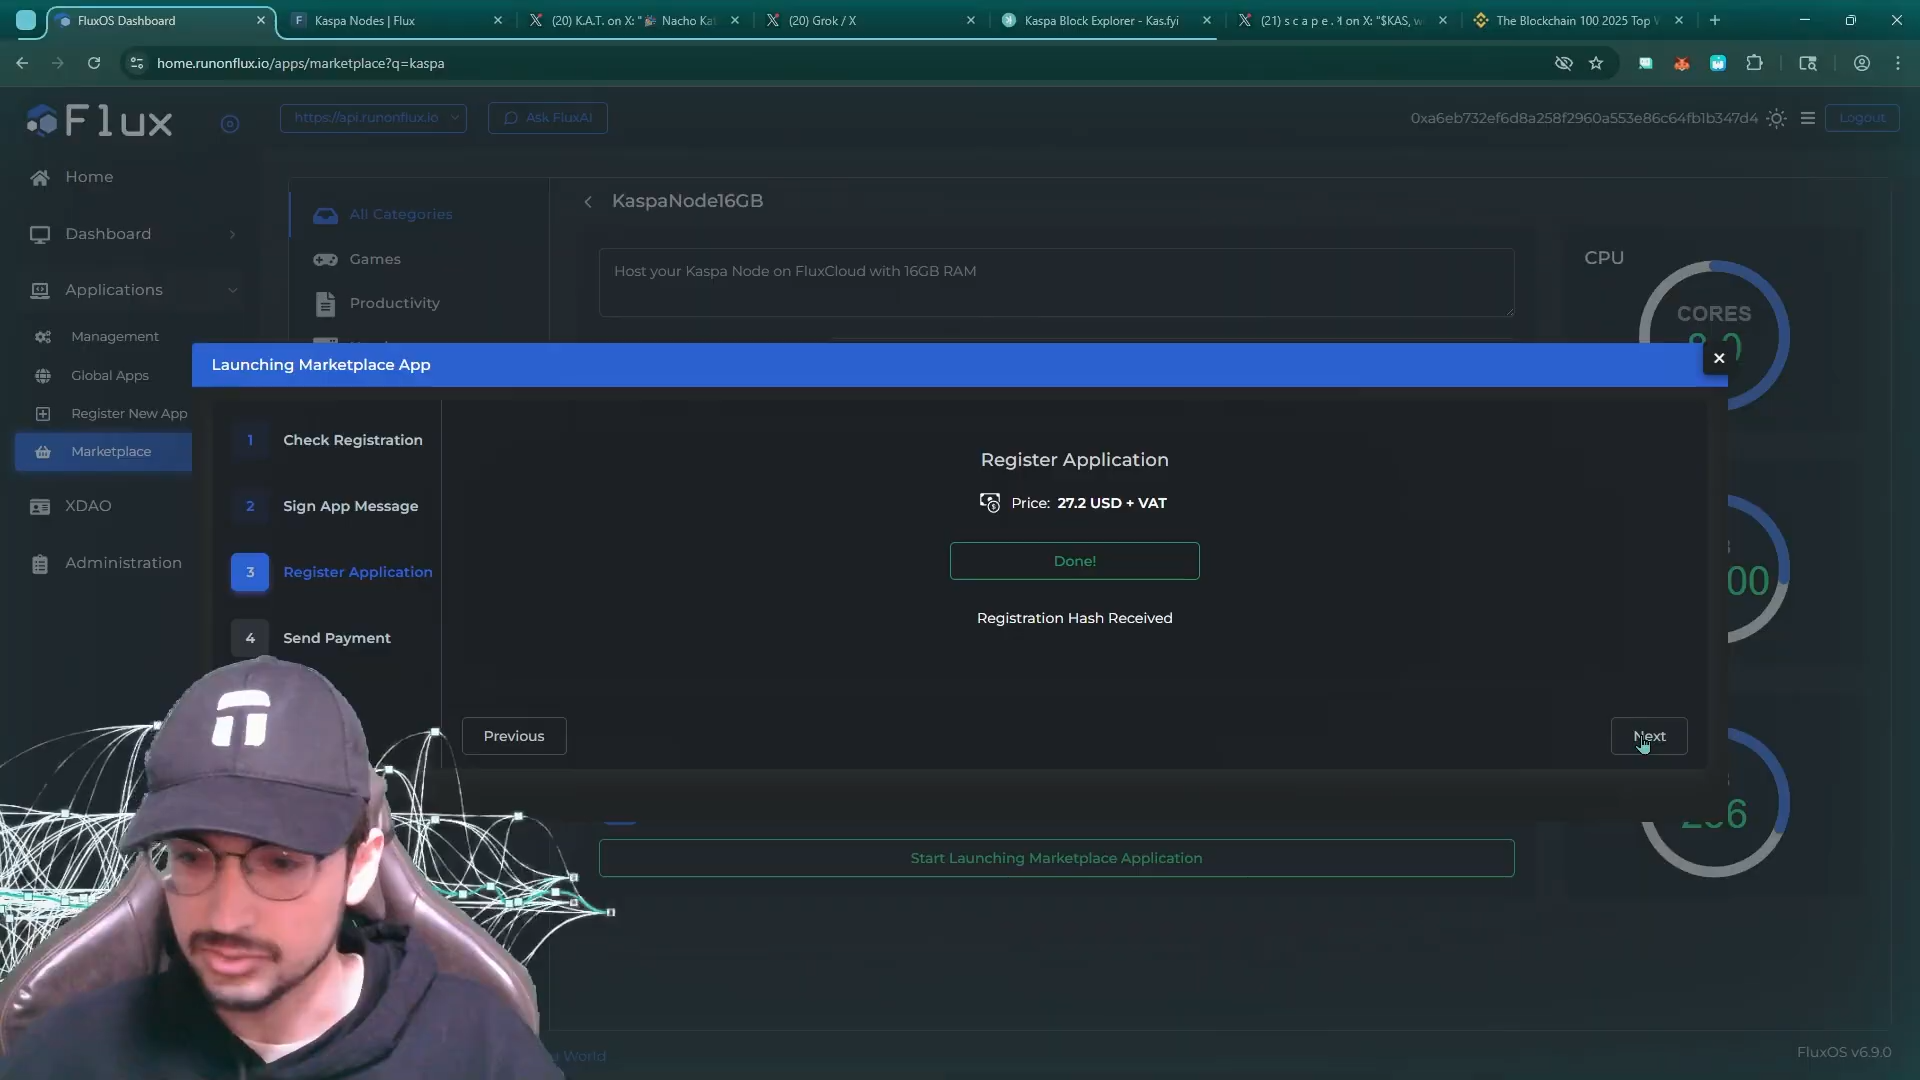 FluxOS Dashboard
Kaspa Nodes | Flux
(20) K.A.T. on X: "🎉 Nacho Kat
(20) Grok / X
Kaspa Block Explorer - Kas.fyi
(21) s c a p e . on X: "$KAS, w
The Blockchain 100 2025 Top V
home.runonflux.io/apps/marketplace?q=kaspa
Flux
https://api.runonflux.io
Ask FluxAI
0xa6eb732ef6d8a258f2960a553e86c64fb1b347d4
Logout
Home
Dashboard
Applications
Management
Global Apps
Register New App
Marketplace
XDAO
Administration
All Categories
Games
Productivity
KaspaNode16GB
Host your Kaspa Node on FluxCloud with 16GB RAM
CPU
CORES
8.0
Launching Marketplace App
1 Check Registration
2 Sign App Message
3 Register Application
4 Send Payment
Register Application
Price: 27.2 USD + VAT
Done!
Registration Hash Received
Previous
Next
Start Launching Marketplace Application
World
FluxOS v6.9.0